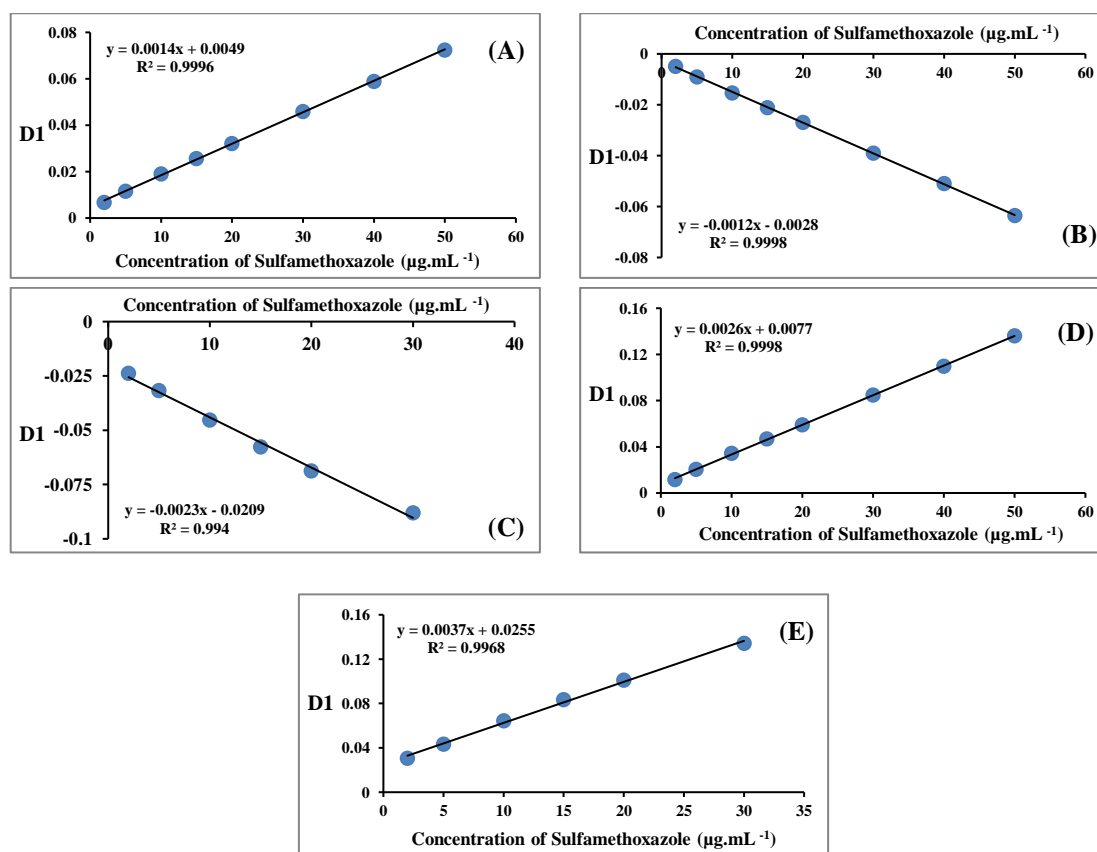 0.08
y = 0.0014x + 0.0049
R² = 0.9996
(A)
0.06
0.04
D1
0.02
0
0 10 20 30 40 50 60
Concentration of Sulfamethoxazole (µg.mL ⁻¹)
Concentration of Sulfamethoxazole (µg.mL ⁻¹)
0
0 10 20 30 40 50 60
-0.02
D1
-0.04
-0.06
y = -0.0012x - 0.0028
R² = 0.9998
(B)
-0.08
Concentration of Sulfamethoxazole (µg.mL ⁻¹)
0
0 10 20 30 40
-0.025
D1
-0.05
-0.075
y = -0.0023x - 0.0209
R² = 0.994
(C)
-0.1
0.16
y = 0.0026x + 0.0077
R² = 0.9998
(D)
0.12
D1
0.08
0.04
0
0 10 20 30 40 50 60
Concentration of Sulfamethoxazole (µg.mL⁻¹)
0.16
y = 0.0037x + 0.0255
R² = 0.9968
(E)
0.12
D1
0.08
0.04
0
0 5 10 15 20 25 30 35
Concentration of Sulfamethoxazole (µg.mL⁻¹)